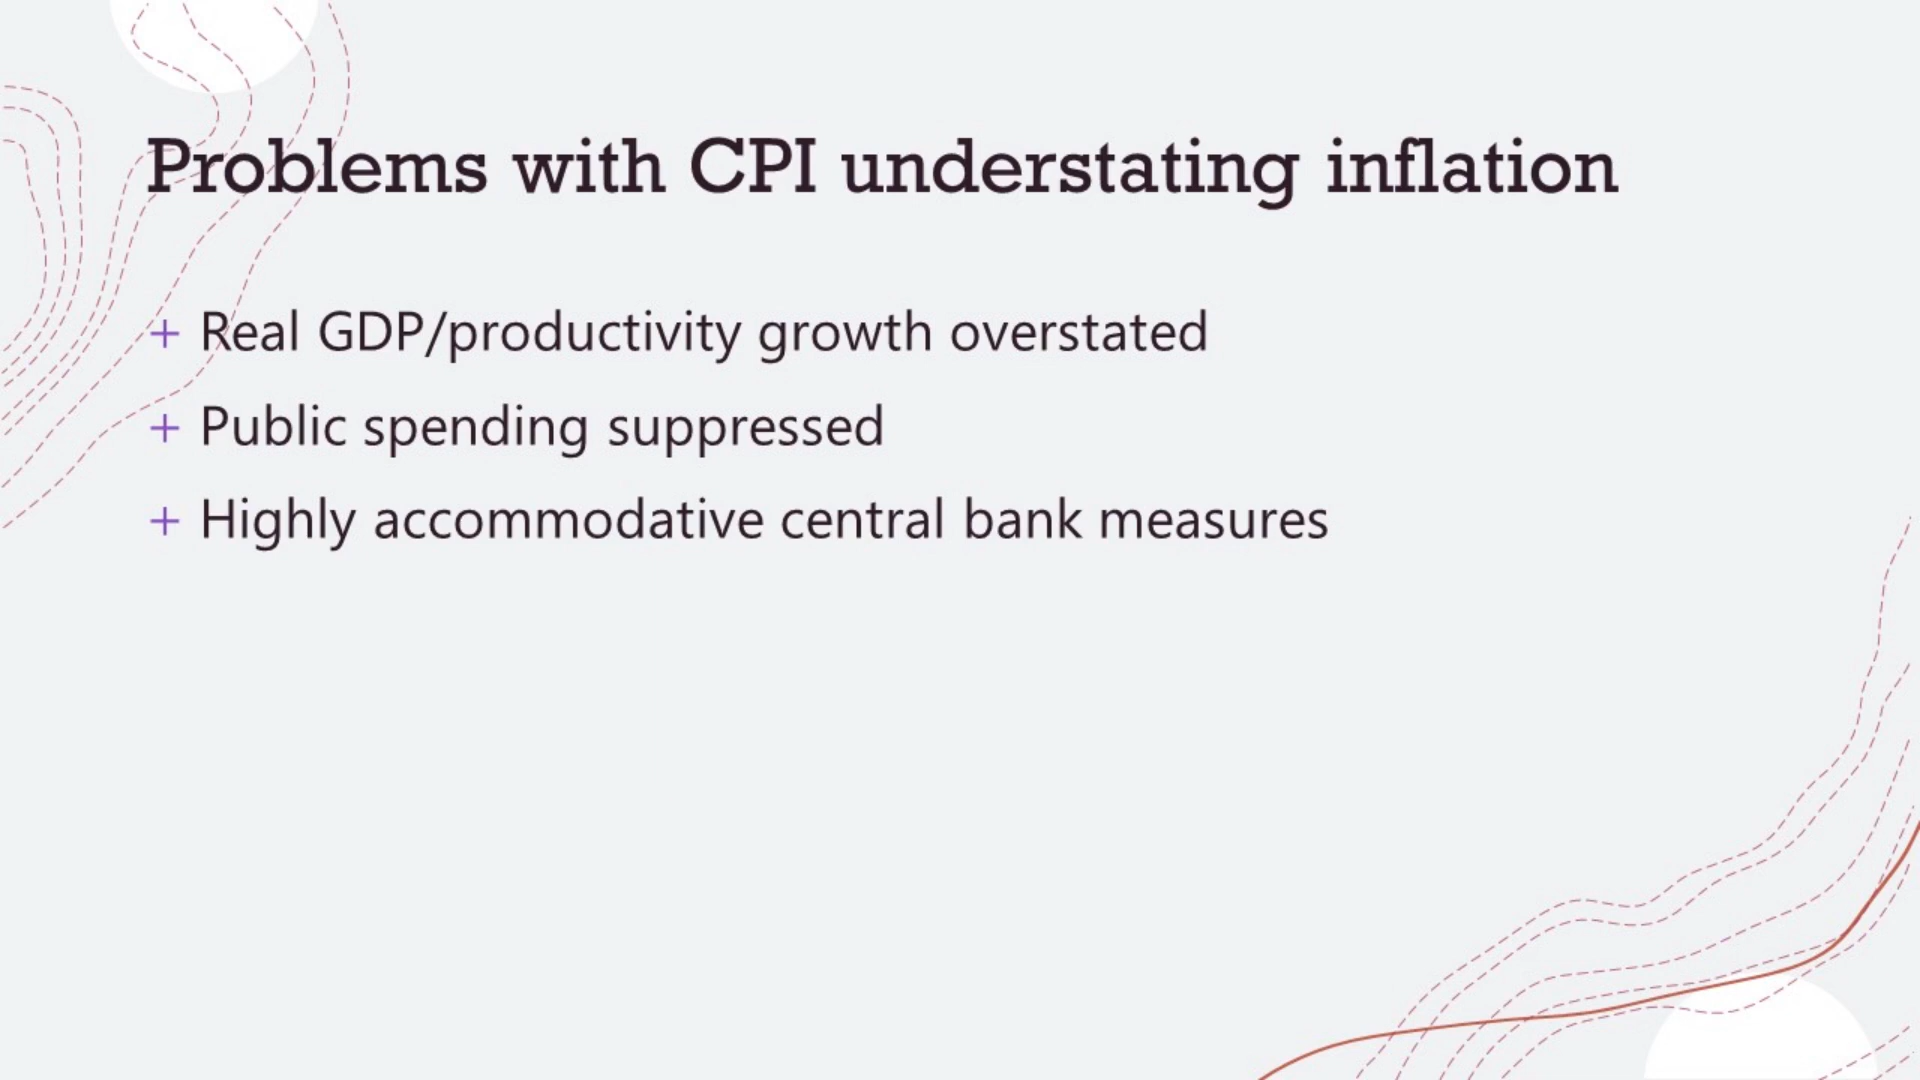 Problems with CPI understating inflation
+ Real GDP/productivity growth overstated
+ Public spending suppressed
+ Highly accommodative central bank measures